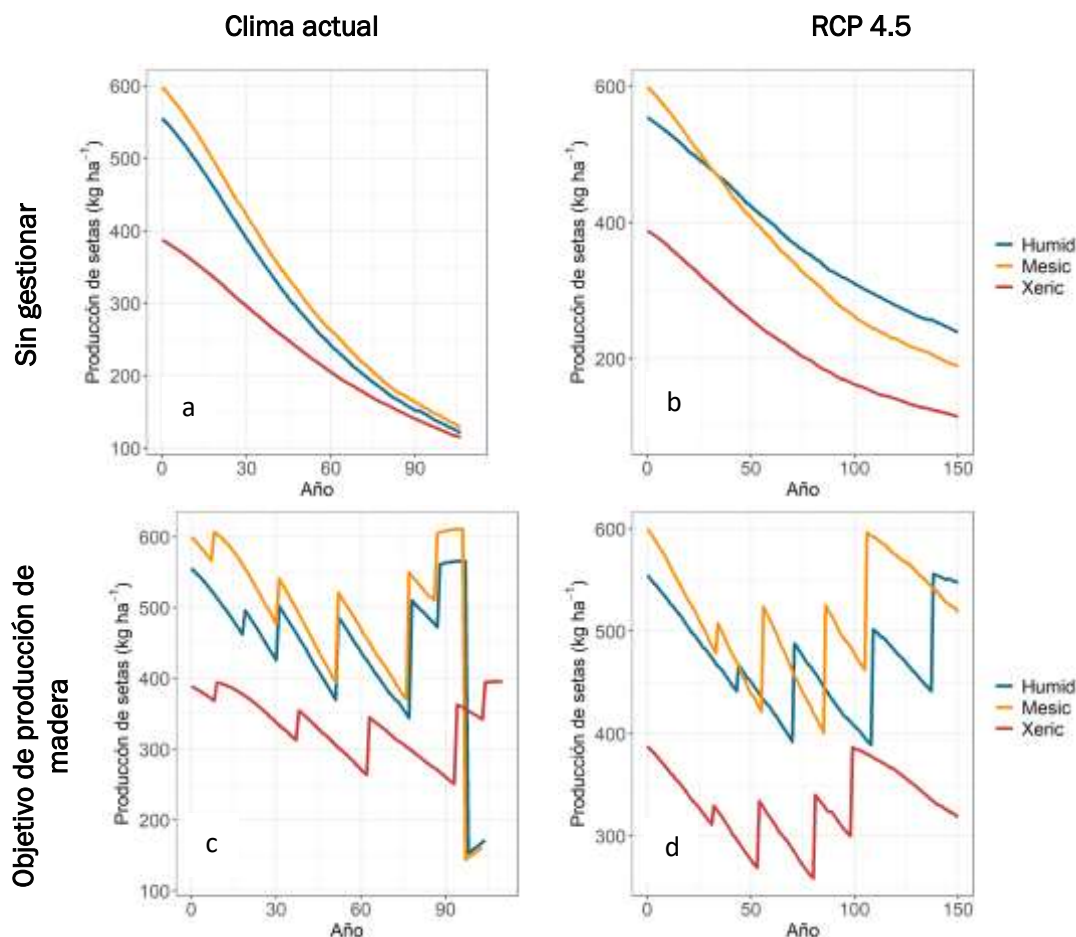 Clima actual
RCP 4.5
Sin gestionar
Produccón de setas (kg ha⁻¹)
600
500
400
300
200
100
a
0 30 60 90
Año
Produccón de setas (kg ha⁻¹)
600
400
200
b
0 50 100 150
Año
Humid
Mesic
Xeric
Objetivo de producción de
madera
Produccón de setas (kg ha⁻¹)
600
500
400
300
200
100
c
0 30 60 90
Año
Produccón de setas (kg ha⁻¹)
600
500
400
300
d
0 50 100 150
Año
Humid
Mesic
Xeric